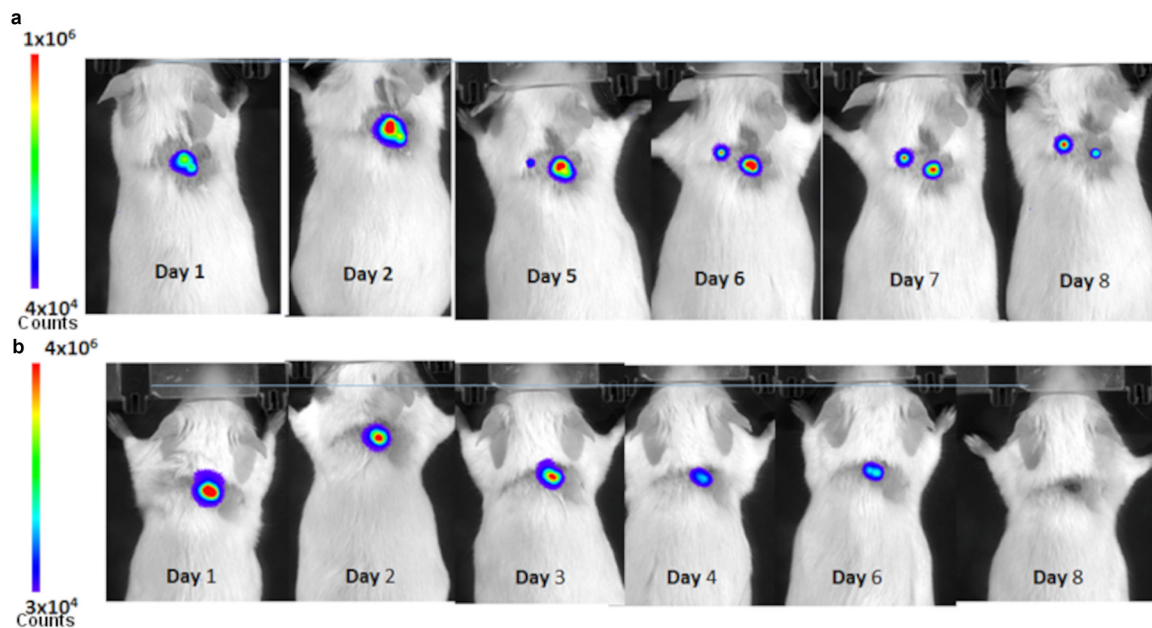 a
1x10⁶
Day 1 Day 2 Day 5 Day 6 Day 7 Day 8
4x10⁴
Counts
b
4x10⁶
Day 1 Day 2 Day 3 Day 4 Day 6 Day 8
3x10⁴
Counts